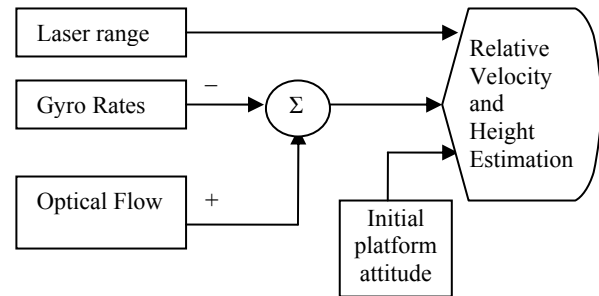 Laser range
Gyro Rates
–
Σ
Optical Flow
+
Relative
Velocity
and
Height
Estimation
Initial
platform
attitude